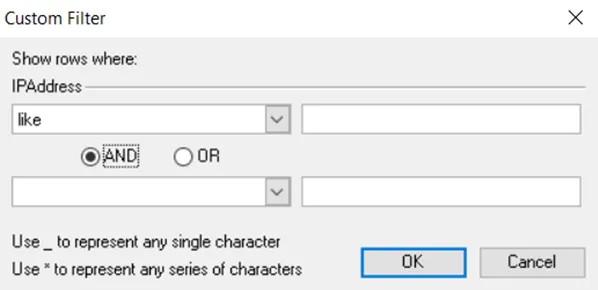 Custom Filter
Show rows where:
IPAddress
like
AND OR
Use _ to represent any single character
Use * to represent any series of characters
OK Cancel